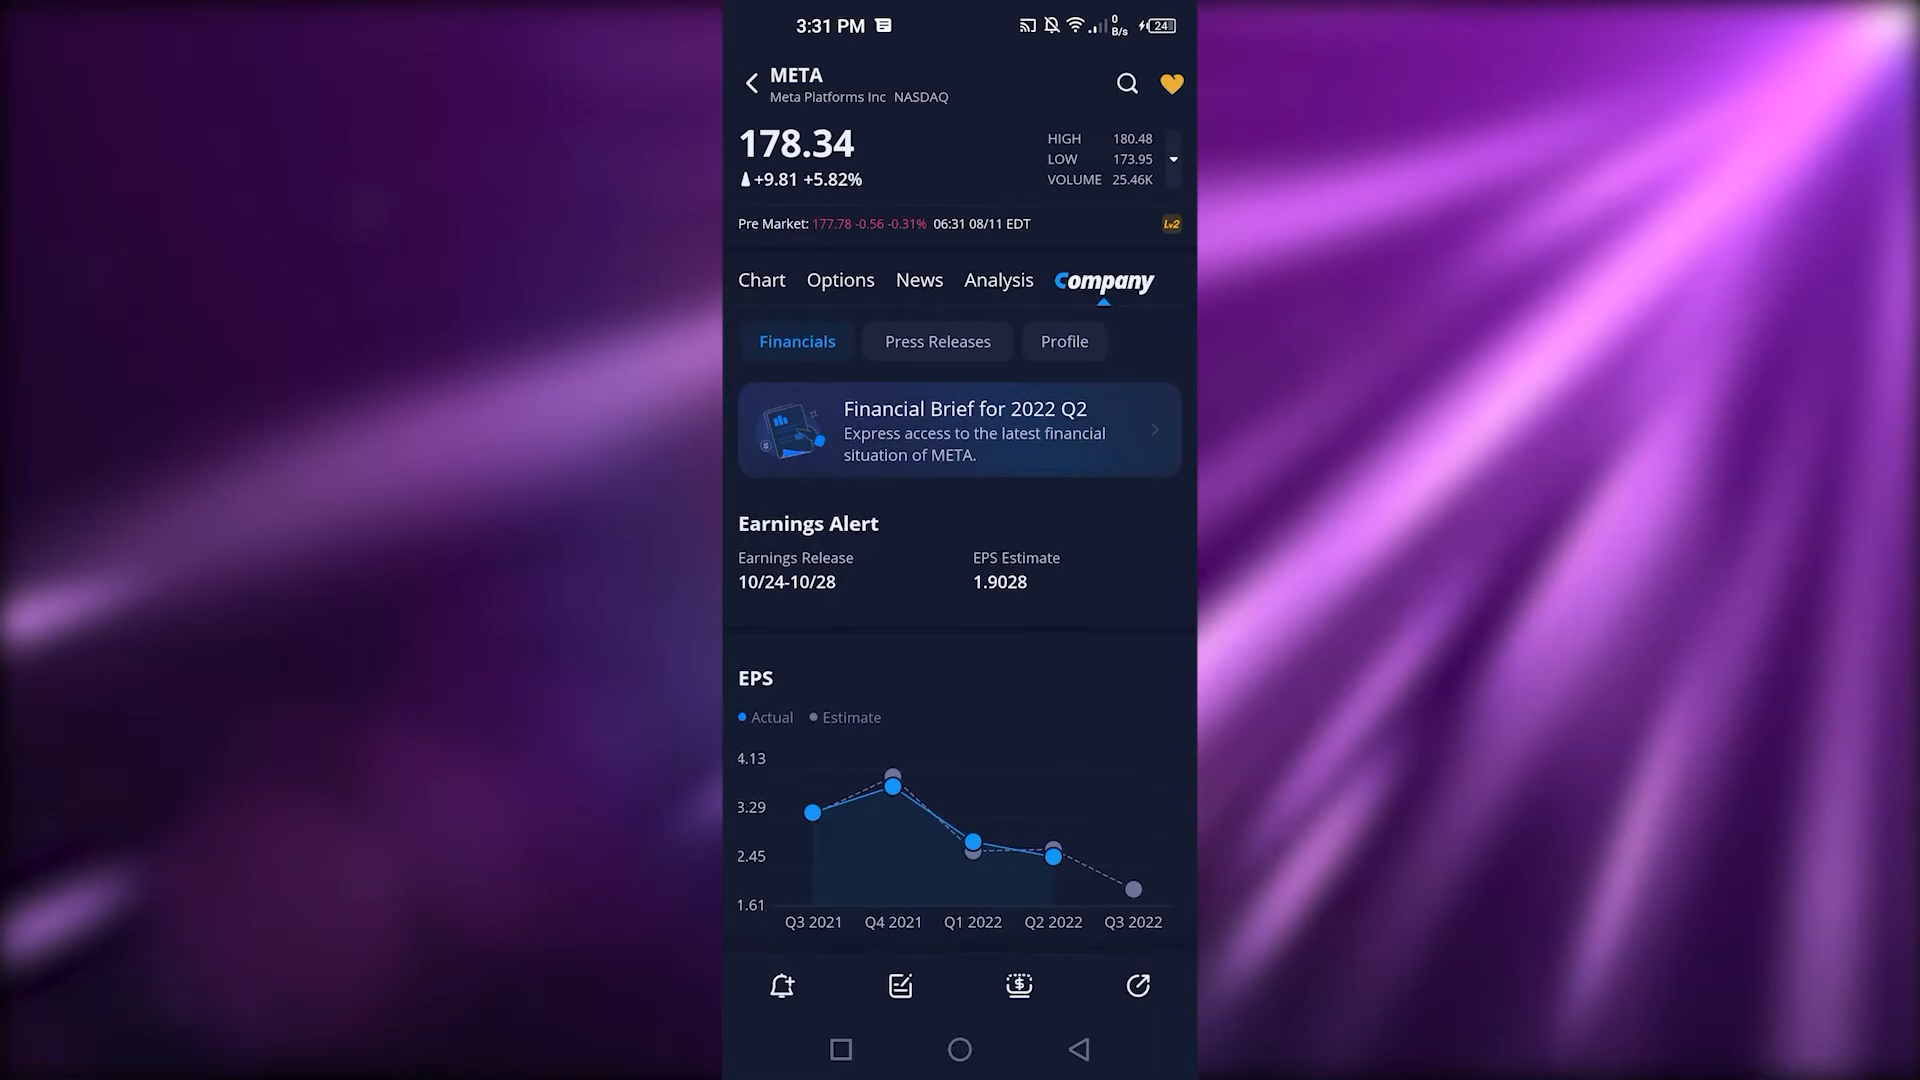 3:31 PM
0
B/s
24
META
Meta Platforms Inc NASDAQ
178.34
+9.81 +5.82%
HIGH 180.48
LOW 173.95
VOLUME 25.46K
Pre Market: 177.78 -0.56 -0.31% 06:31 08/11 EDT
Lv2
Chart Options News Analysis Company
Financials Press Releases Profile
Financial Brief for 2022 Q2
Express access to the latest financial
situation of META.
Earnings Alert
Earnings Release EPS Estimate
10/24-10/28 1.9028
EPS
Actual Estimate
4.13
3.29
2.45
1.61
Q3 2021 Q4 2021 Q1 2022 Q2 2022 Q3 2022